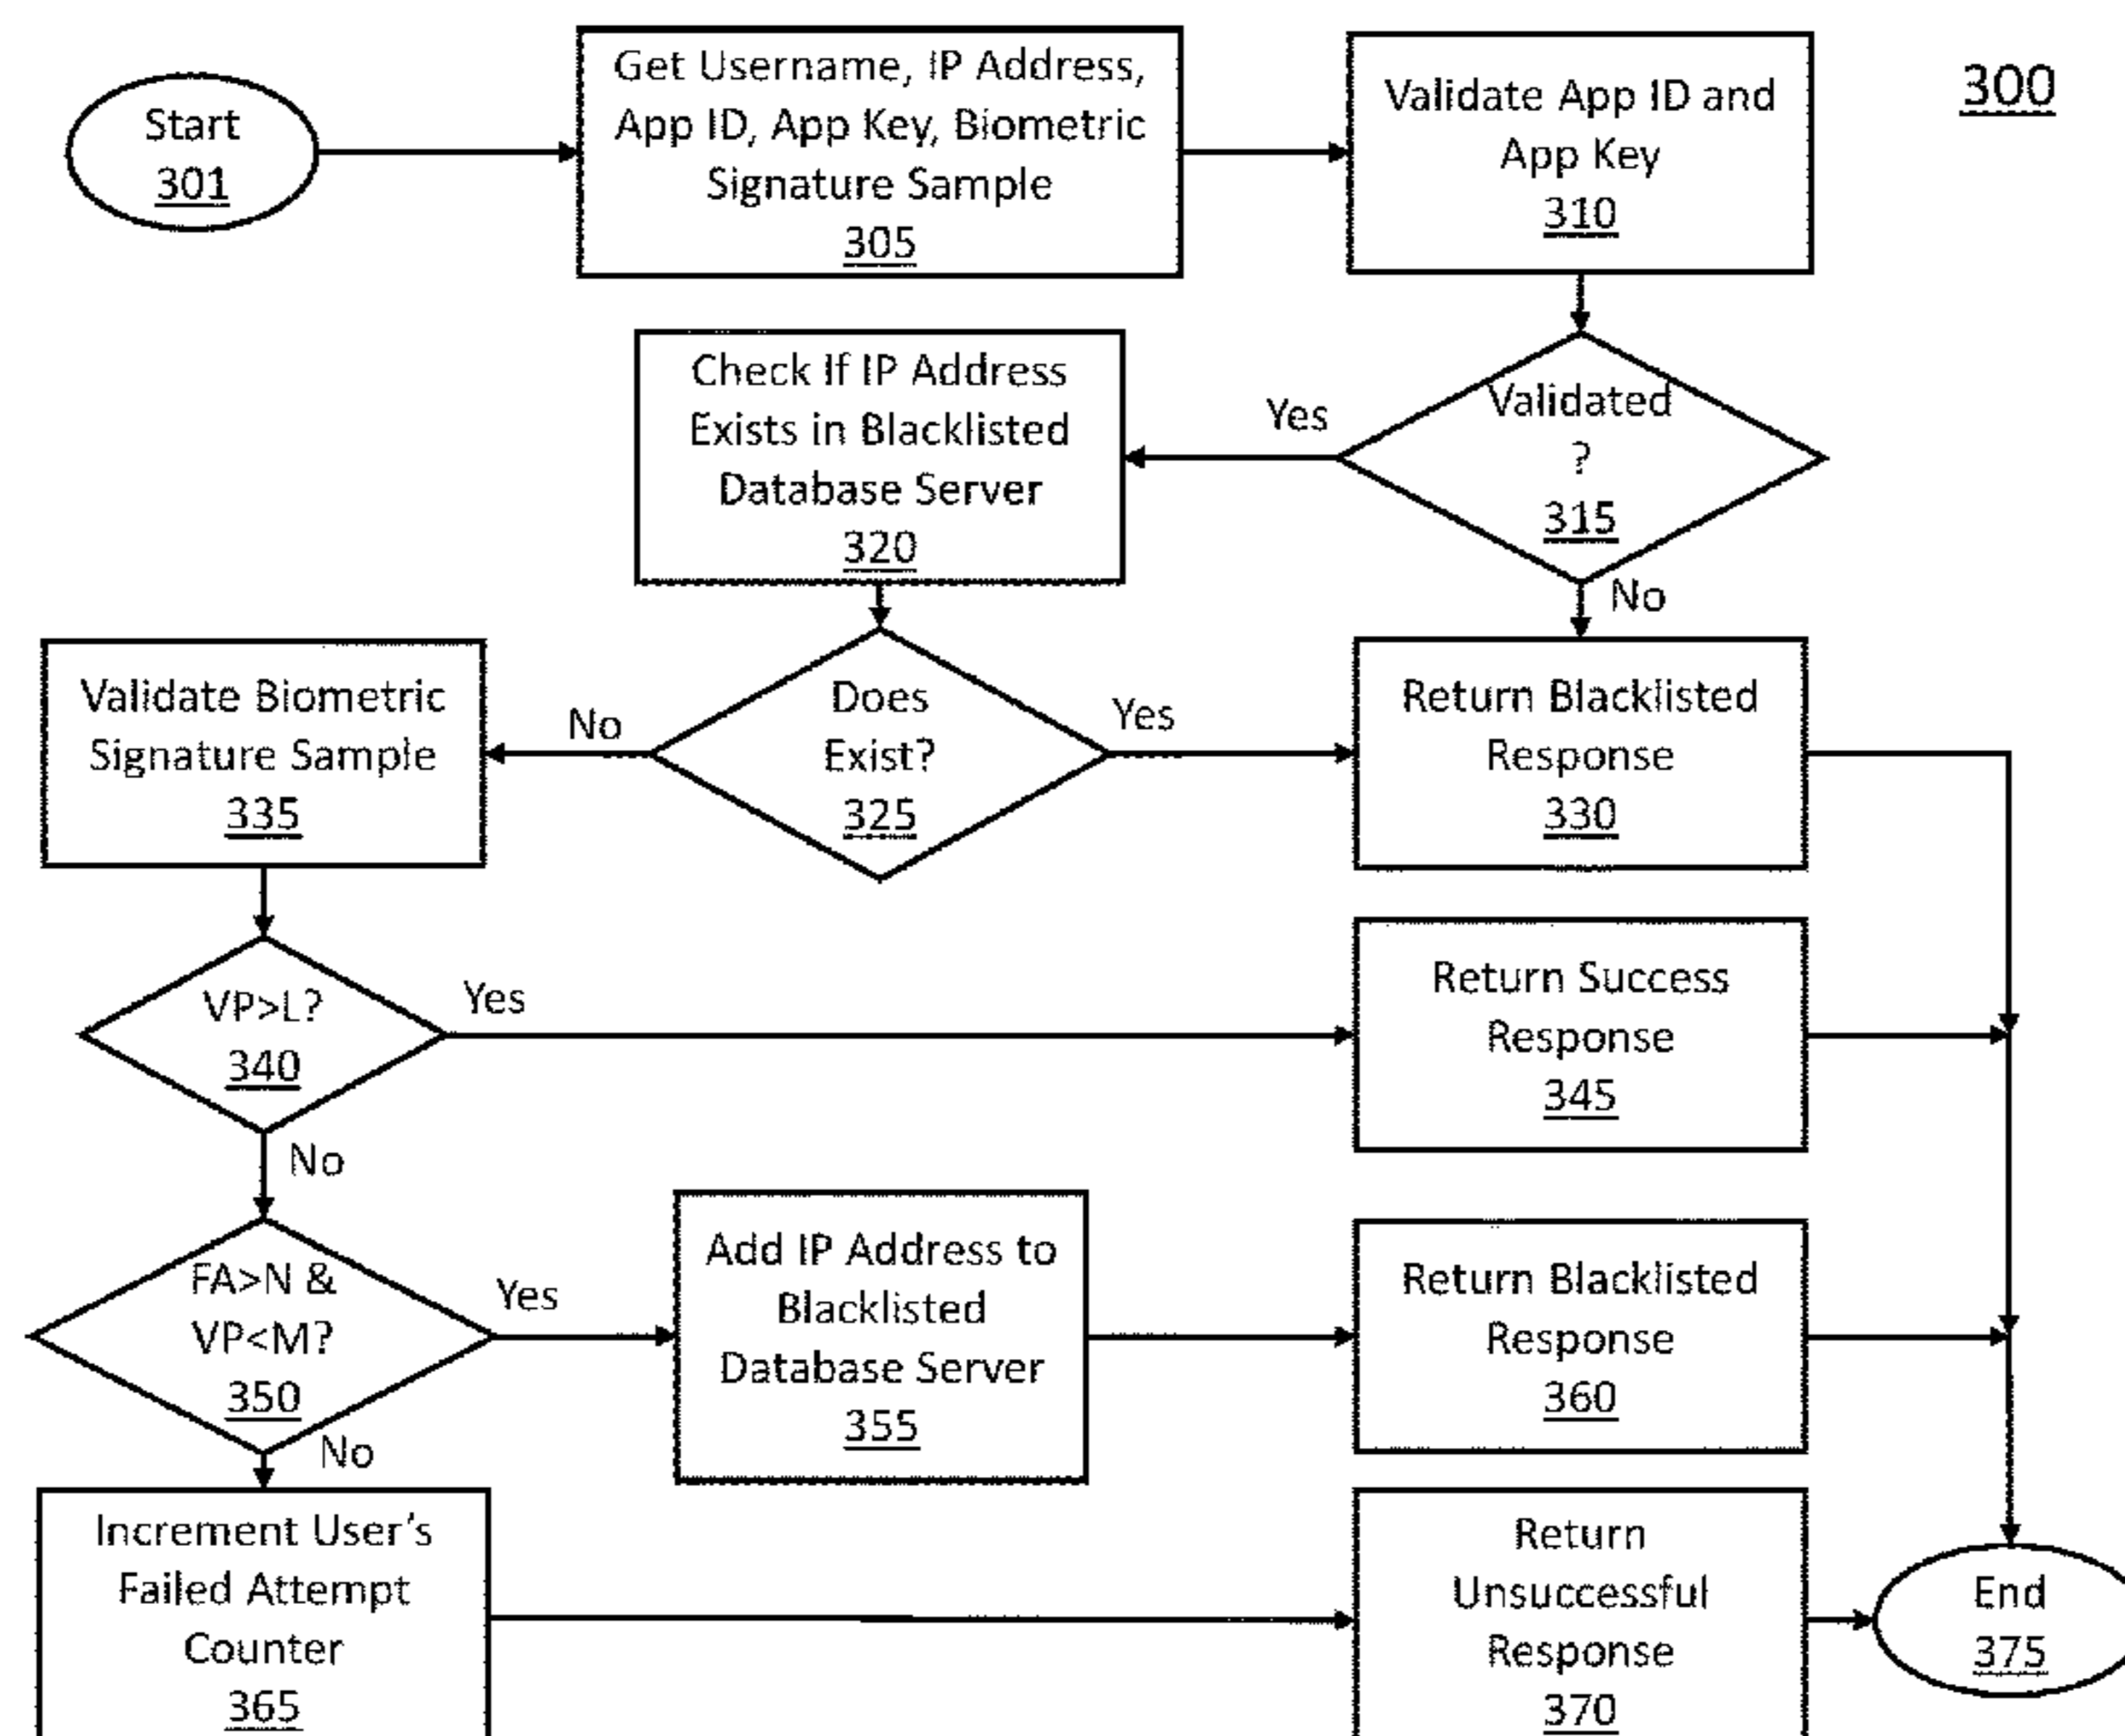 Start
301
Get Username, IP Address,
App ID, App Key, Biometric
Signature Sample
305
Validate App ID and
App Key
310
300
Check If IP Address
Exists in Blacklisted
Database Server
320
Yes
Validated
?
315
No
Validate Biometric
Signature Sample
335
No
Does
Exist?
325
Yes
Return Blacklisted
Response
330
VP>L?
340
Yes
Return Success
Response
345
No
FA>N &
VP<M?
350
Yes
Add IP Address to
Blacklisted
Database Server
355
Return Blacklisted
Response
360
No
Increment User's
Failed Attempt
Counter
365
Return
Unsuccessful
Response
370
End
375